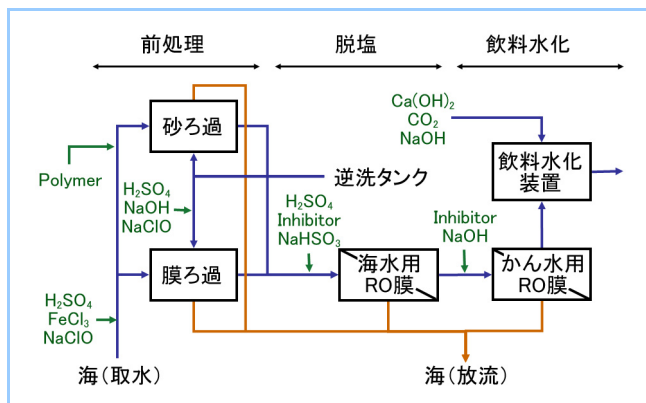 前処理
脱塩
飲料水化
砂ろ過
Ca(OH)₂
CO₂
NaOH
飲料水化
装置
Polymer
H₂SO₄
NaOH
NaClO
逆洗タンク
H₂SO₄
Inhibitor
NaHSO₃
Inhibitor
NaOH
膜ろ過
海水用
RO膜
かん水用
RO膜
H₂SO₄
FeCl₃
NaClO
海(取水)
海(放流)